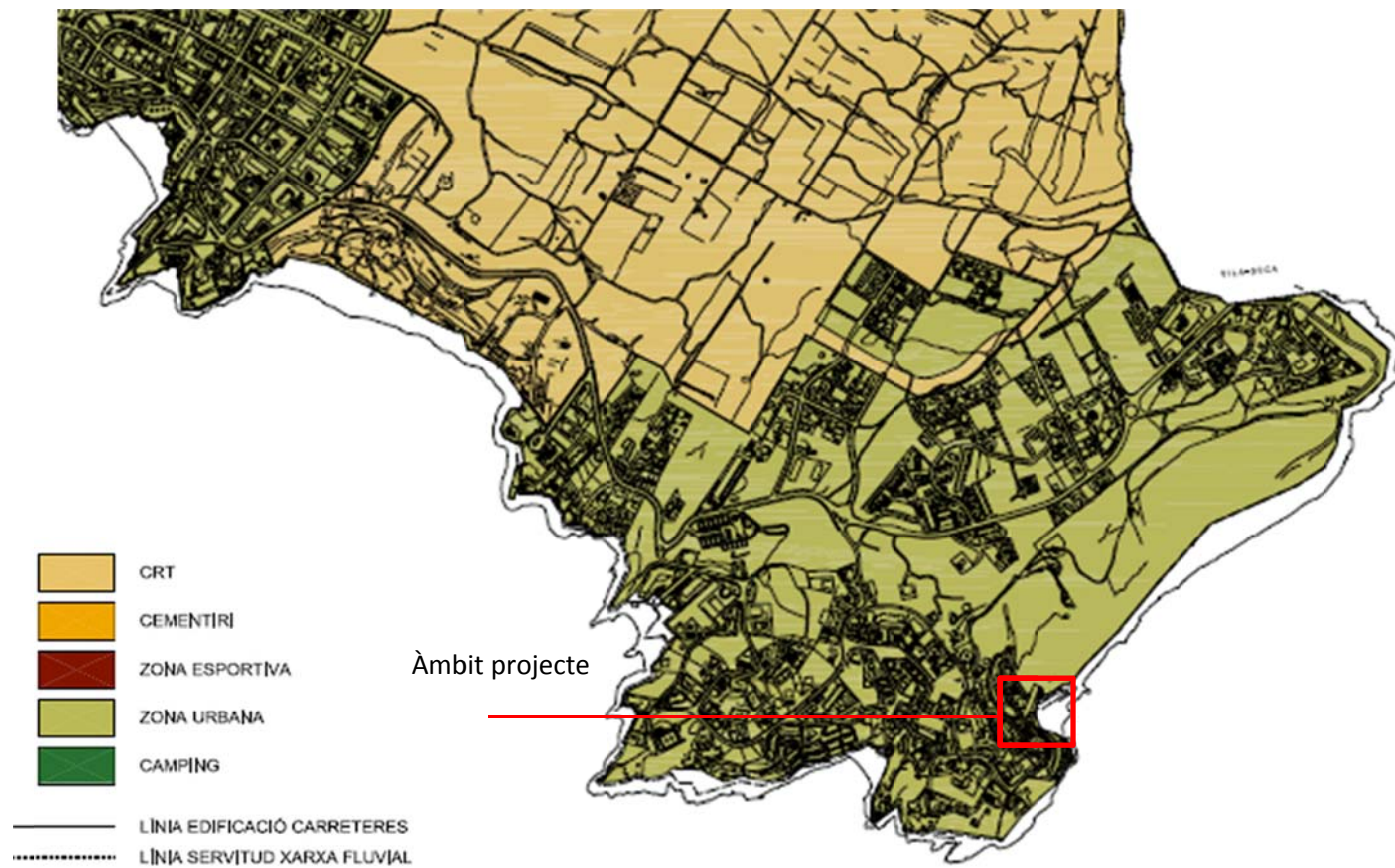 VILA-SECA
CRT
CEMENTIRI
ZONA ESPORTIVA
ZONA URBANA
CAMPING
LÍNIA EDIFICACIÓ CARRETERES
LÍNIA SERVITUD XARXA FLUVIAL
Àmbit projecte